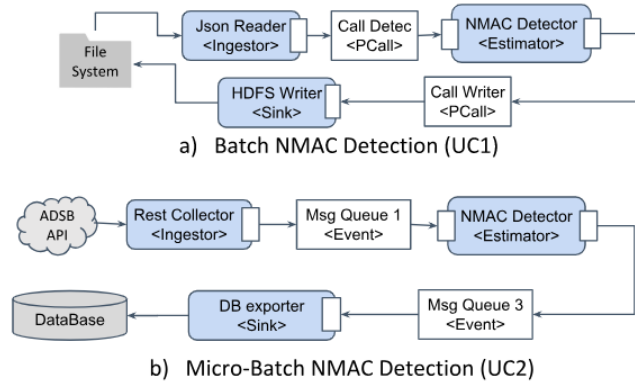 Json Reader
<Ingestor>
Call Detec
<PCall>
NMAC Detector
<Estimator>
File
System
HDFS Writer
<Sink>
Call Writer
<PCall>
a) Batch NMAC Detection (UC1)
ADSB
API
Rest Collector
<Ingestor>
Msg Queue 1
<Event>
NMAC Detector
<Estimator>
DataBase
DB exporter
<Sink>
Msg Queue 3
<Event>
b) Micro-Batch NMAC Detection (UC2)